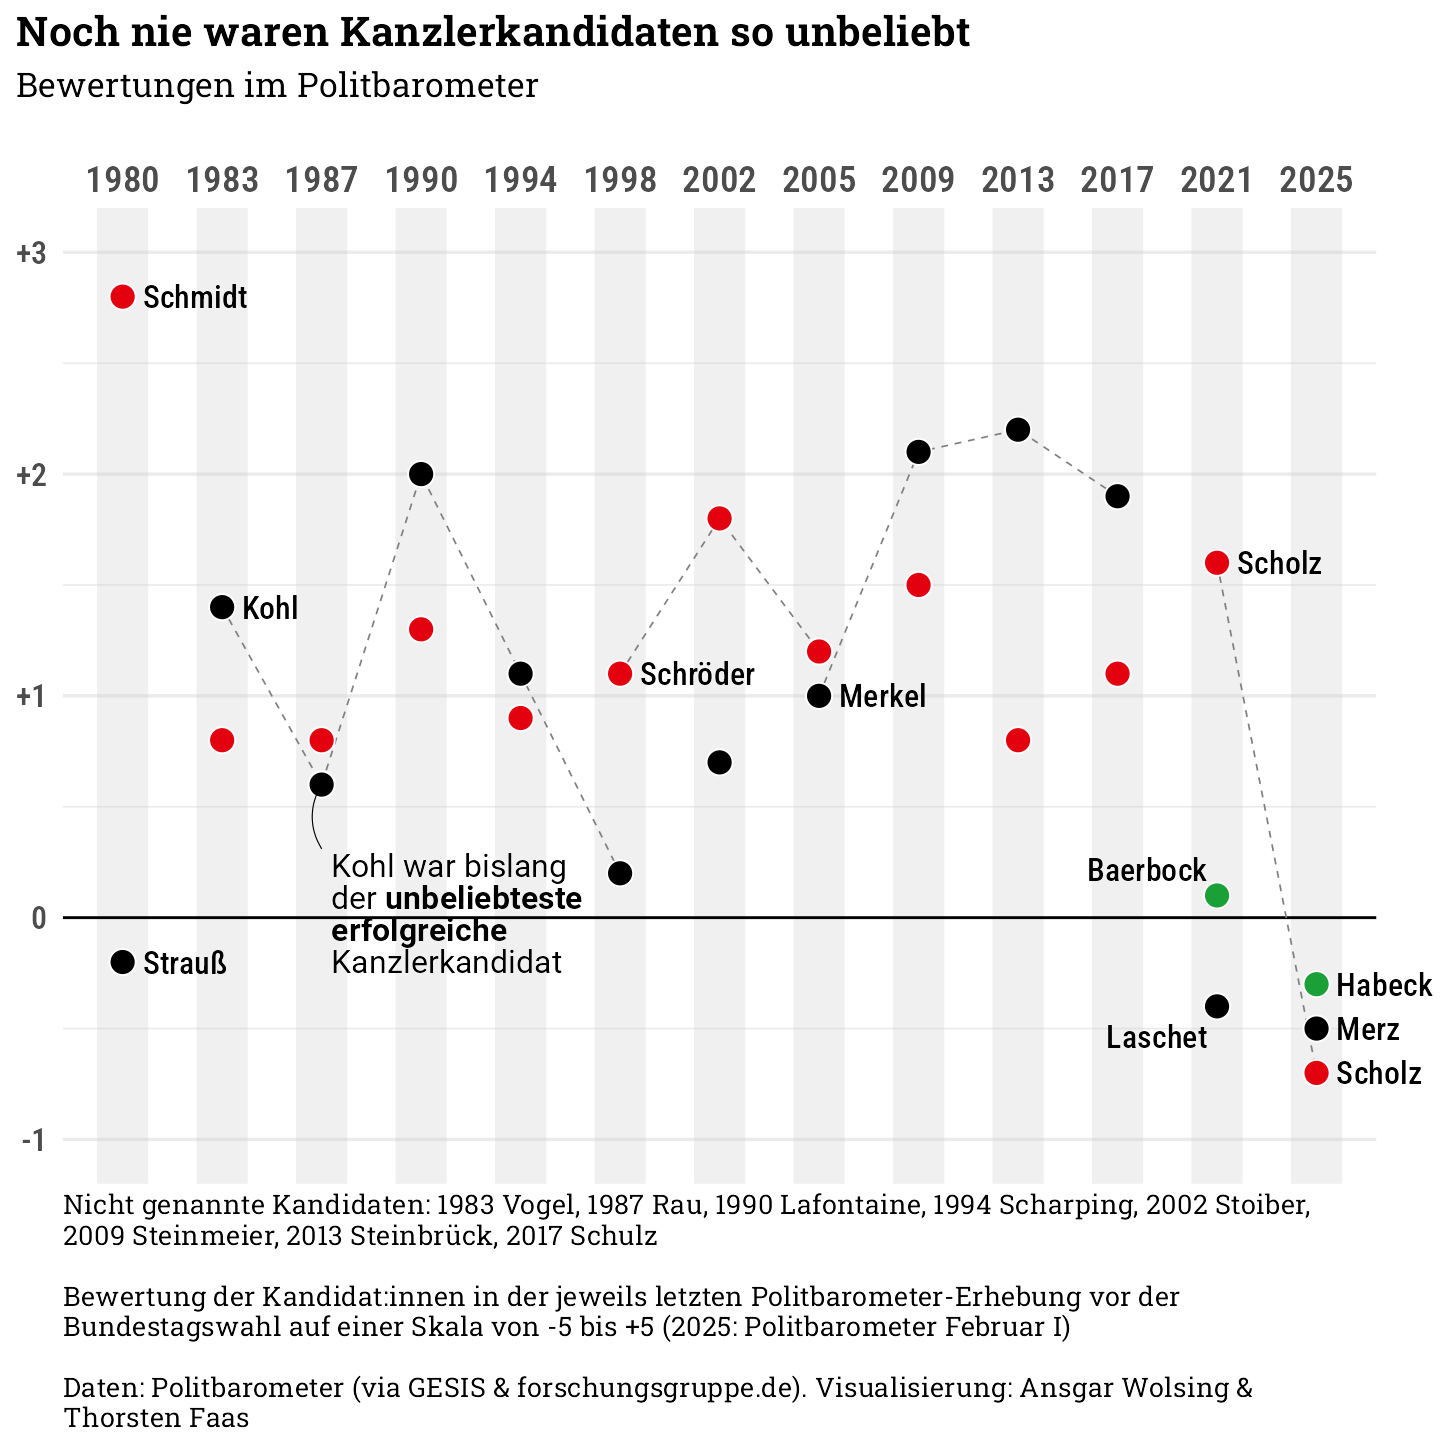 Noch nie waren Kanzlerkandidaten so unbeliebt
Bewertungen im Politbarometer
1980 1983 1987 1990 1994 1998 2002 2005 2009 2013 2017 2021 2025
+3
Schmidt
+2
Scholz
Kohl
Schröder
+1
Merkel
Kohl war bislang
der unbeliebteste
erfolgreiche
Kanzlerkandidat
Baerbock
0
Strauß
Habeck
Merz
Laschet
Scholz
-1
Nicht genannte Kandidaten: 1983 Vogel, 1987 Rau, 1990 Lafontaine, 1994 Scharping, 2002 Stoiber,
2009 Steinmeier, 2013 Steinbrück, 2017 Schulz
Bewertung der Kandidat:innen in der jeweils letzten Politbarometer-Erhebung vor der
Bundestagswahl auf einer Skala von -5 bis +5 (2025: Politbarometer Februar I)
Daten: Politbarometer (via GESIS & forschungsgruppe.de). Visualisierung: Ansgar Wolsing &
Thorsten Faas